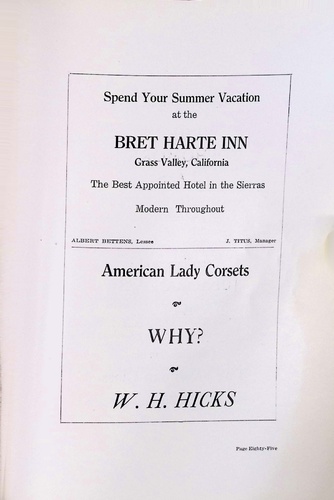 Spend Your Summer Vacation
at the
BRET HARTE INN
Grass Valley, California
The Best Appointed Hotel in the Sierras
Modern Throughout
ALBERT BETTENS, Lessee J. TITUS, Manager
American Lady Corsets
WHY?
W. H. HICKS
Page Eighty-Five